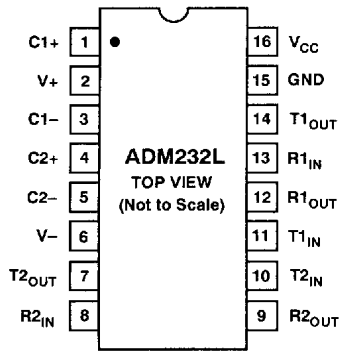 C1+ 1 16 VCC
V+ 2 15 GND
C1– 3 14 T1OUT
C2+ 4 13 R1IN
ADM232L
TOP VIEW
(Not to Scale)
C2– 5 12 R1OUT
V– 6 11 T1IN
T2OUT 7 10 T2IN
R2IN 8 9 R2OUT